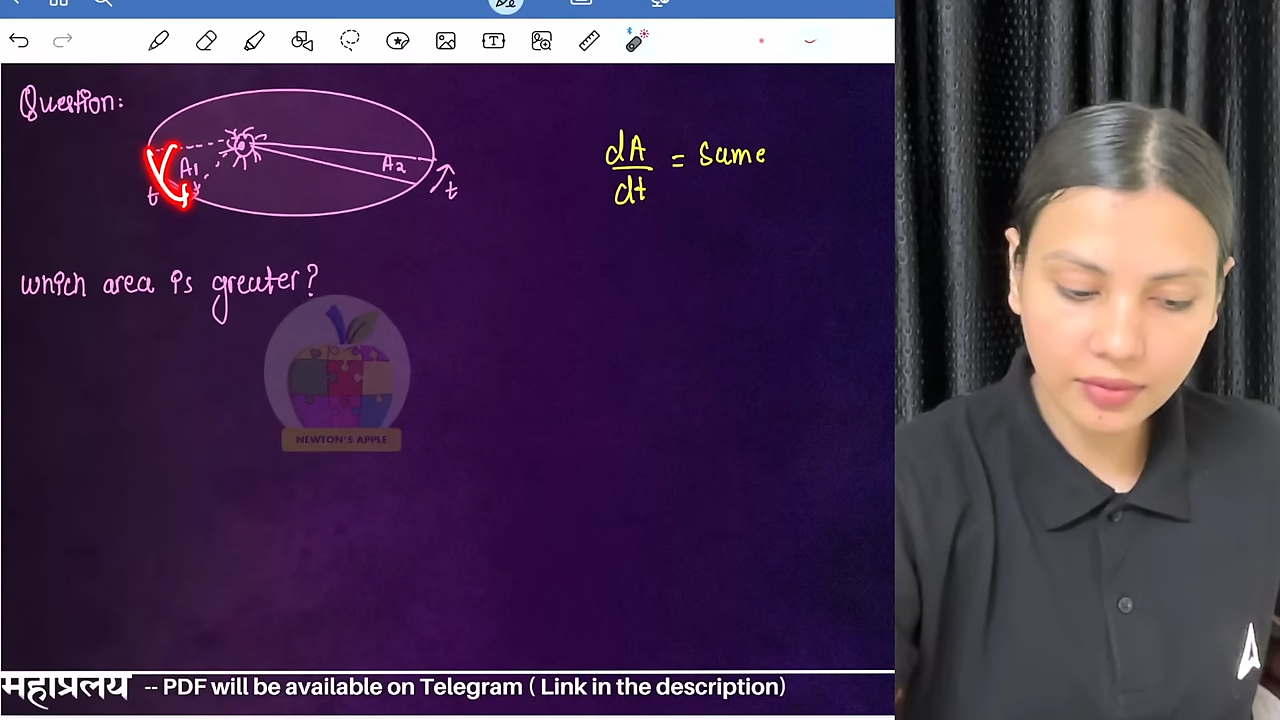 Question:
A1
A2
t
t
dA
dt
= Same
which area is greater?
NEWTON'S APPLE
महाप्रलय -- PDF will be available on Telegram ( Link in the description)